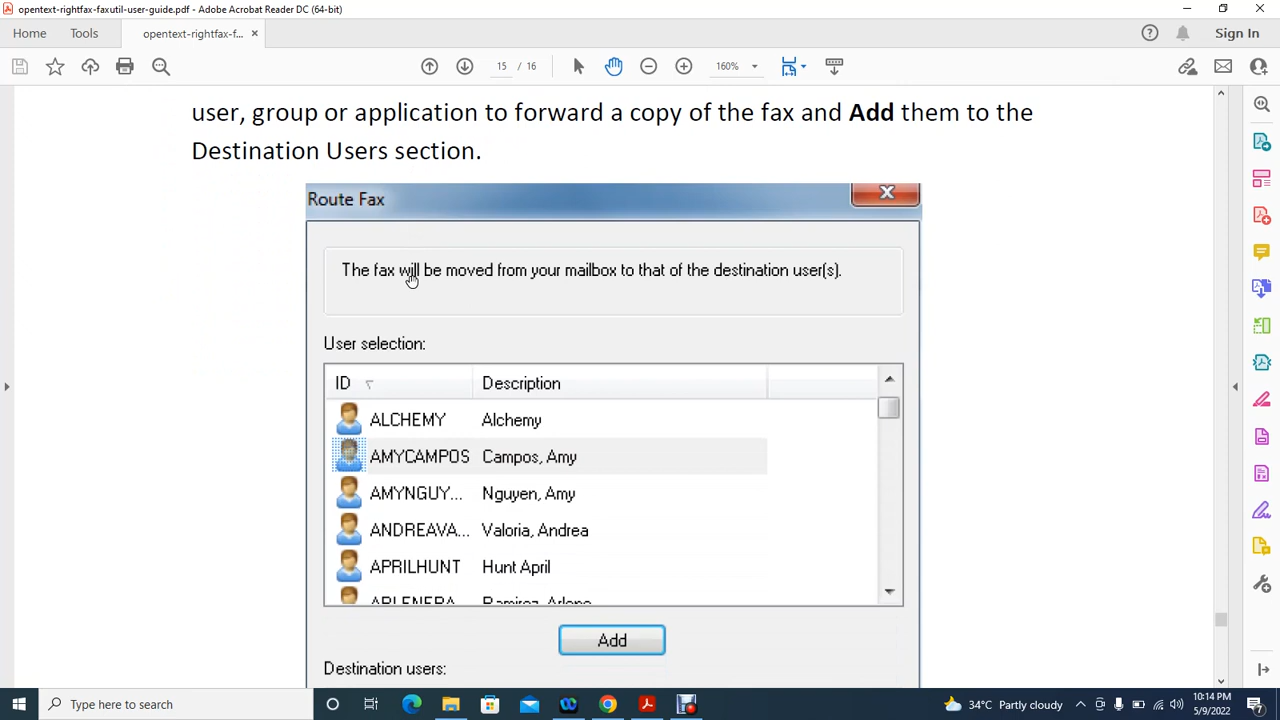 opentext-rightfax-faxutil-user-guide.pdf - Adobe Acrobat Reader DC (64-bit)
Home
Tools
opentext-rightfax-f...
Sign In
15 / 16
160%
user, group or application to forward a copy of the fax and Add them to the
Destination Users section.
Route Fax
The fax will be moved from your mailbox to that of the destination user(s).
User selection:
ID Description
ALCHEMY Alchemy
AMYCAMPOS Campos, Amy
AMYNGUY... Nguyen, Amy
ANDREAVA... Valoria, Andrea
APRILHUNT Hunt April
ARLENERA... Ramirez, Arlene
Add
Destination users:
Type here to search
34°C Partly cloudy
10:14 PM
5/9/2022
7